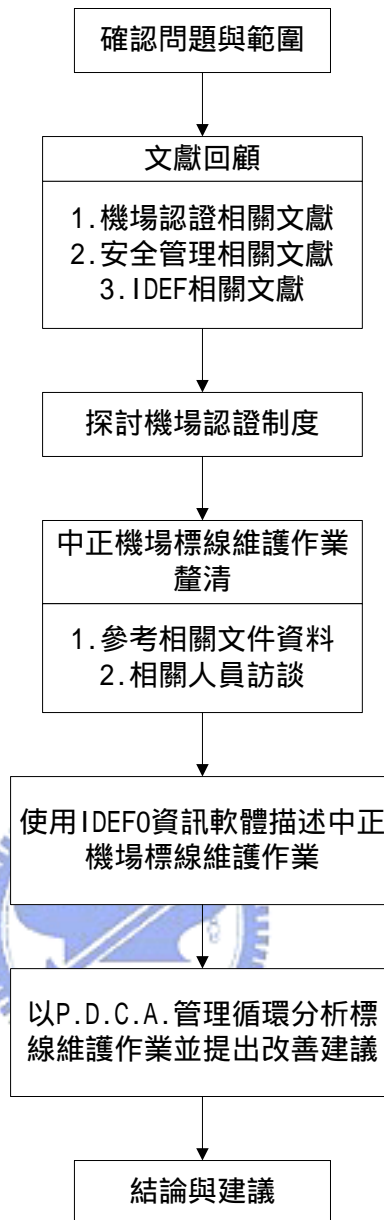 確認問題與範圍
文獻回顧
1.機場認證相關文獻
2.安全管理相關文獻
3.IDEF相關文獻
探討機場認證制度
中正機場標線維護作業
釐清
1.參考相關文件資料
2.相關人員訪談
使用IDEF0資訊軟體描述中正
機場標線維護作業
以P.D.C.A.管理循環分析標
線維護作業並提出改善建議
結論與建議